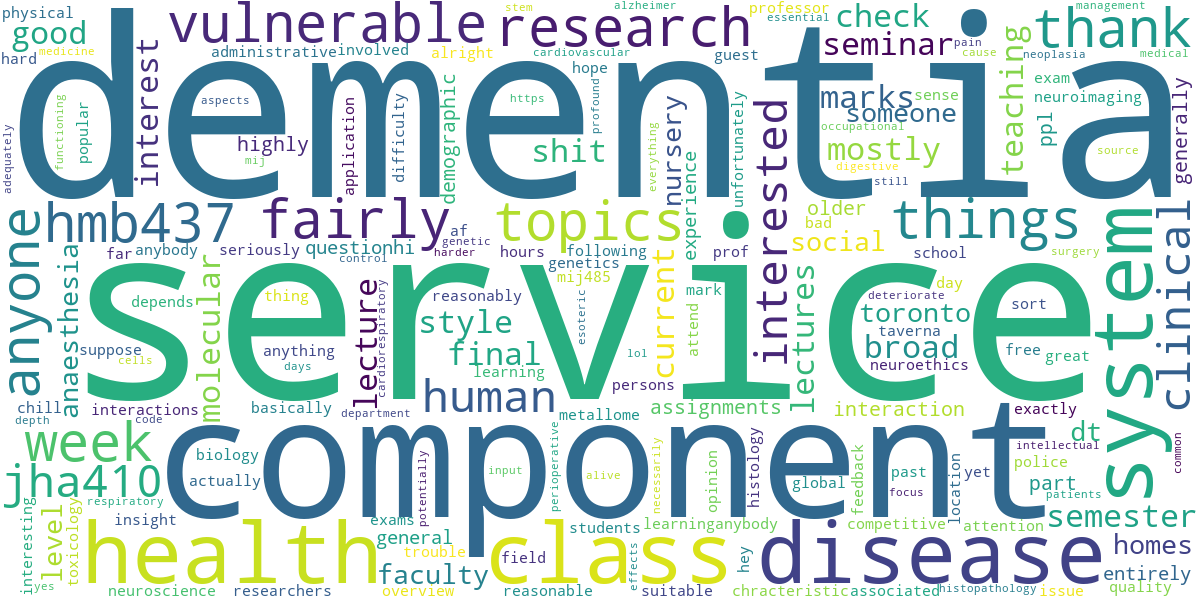 physical
stem
alzheimer
professor
management
good
vulnerable
research
check
essential
thank
hard
medicine
administrative
involved
alright
cardiovascular
guest
seminar
pain
cause
neoplasia
medical
dementia
interest
aspects
hope
https
profound
marks
sense
exam
neuroimaging
teaching
adequately
functioning
popular
highly
mij
application
difficulty
demographic
shit
everything
nursery
unfortunately
someone
occupational
mostly
digestive
still
ppl
source
generally
hmb437
fairly
af
topics
experience
interested
older
bad
social
things
anyone
anaesthesia
far
anybody
seriously
questionhi
control
genetic
harder
hours
following
genetics
mij485
prof
school
surgery
system
clinical
molecular
depends
thing
service
reasonably
mark
day
deteriorate
toronto
sort
suppose
cells
anything
days
lecture
cardiorespiratory
style
final
learning
esoteric
lol
current
attend
lectures
taverna
broad
free
great
neuroethics
persons
chill
depth
code
interactions
basically
department
human
metallome
assignments
interaction
exactly
dt
week
biology
actually
component
perioperative
input
alive
necessarily
opinion
histology
global
feedback
past
focus
location
yet
intellectual
police
part
common
jha410
respiratory
potentially
patients
interesting
level
toxicology
insight
exams
general
students
learninganybody
competitive
attention
semester
health
trouble
class
field
effects
hey
disease
homes
yes
neuroscience
researchers
overview
faculty
reasonable
suitable
chracteristic
associated
histopathology
issue
quality
entirely